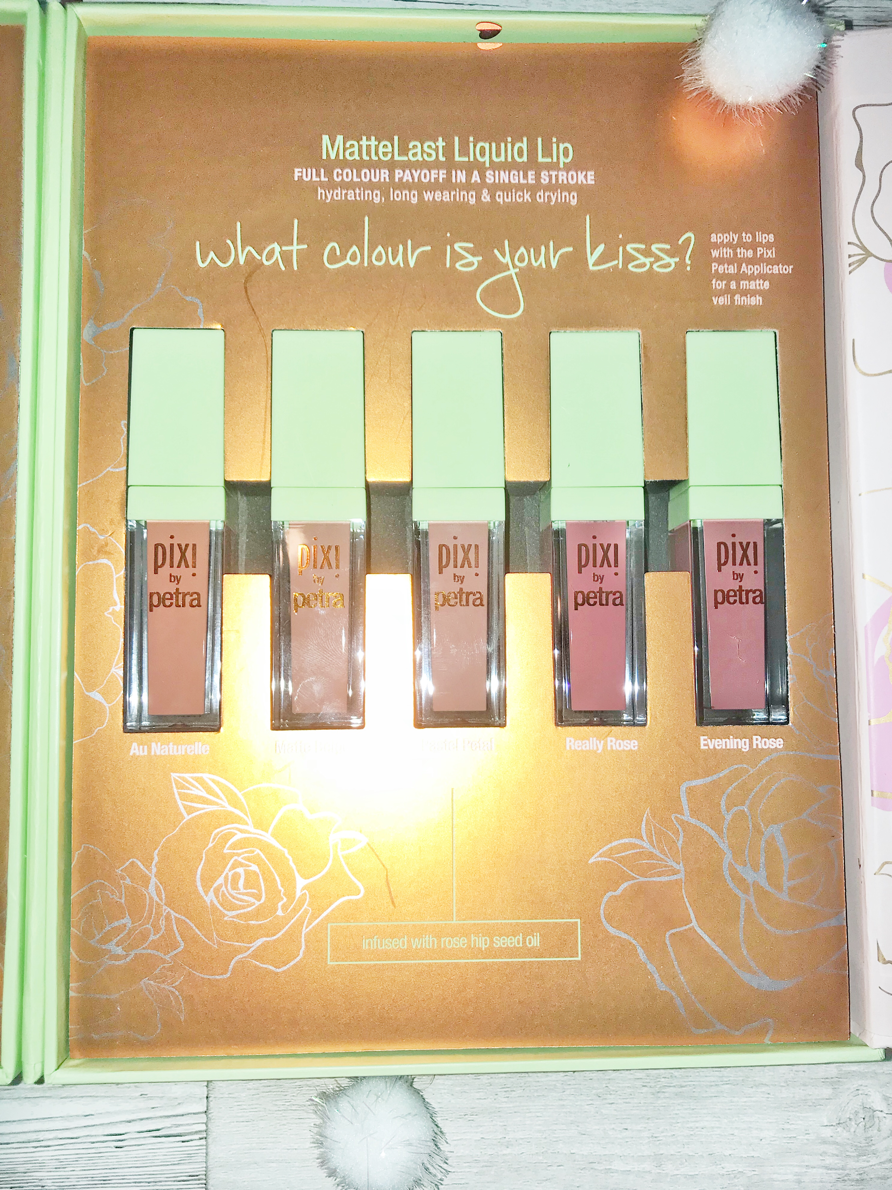 MatteLast Liquid Lip
FULL COLOUR PAYOFF IN A SINGLE STROKE
hydrating, long wearing & quick drying
what colour is your kiss?
apply to lips
with the Pixi
Petal Applicator
for a matte
veil finish
pixi
by
petra
pixi
by
petra
pixi
by
petra
pixi
by
petra
pixi
by
petra
Au Naturelle
Petal
Really Rose
Evening Rose
infused with rose hip seed oil